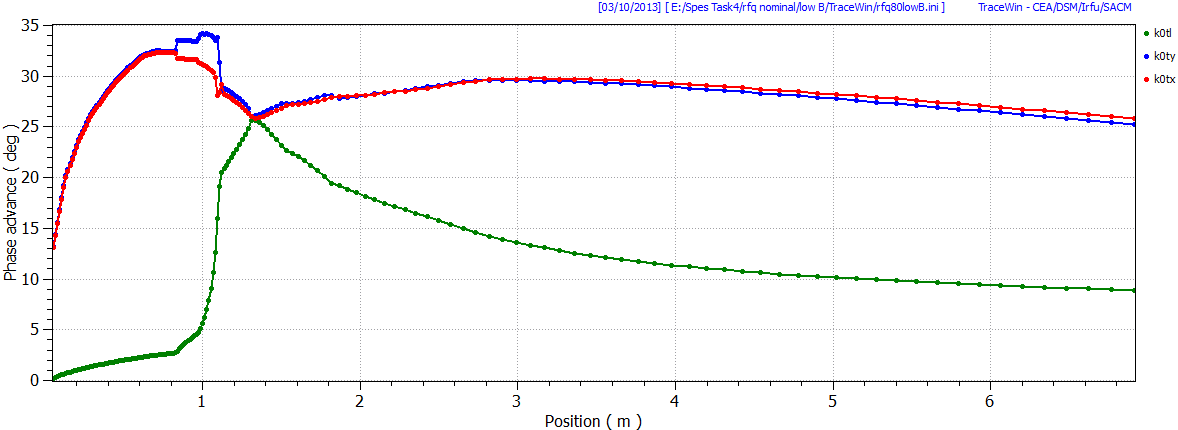 [03/10/2013] [ E:/Spes Task4/rfq nominal/low B/TraceWin/rfq80lowB.ini ] TraceWin - CEA/DSM/Irfu/SACM
35
30
25
20
15
10
5
0
Phase advance ( deg )
1 2 3 4 5 6
Position ( m )
k0tl
k0ty
k0tx